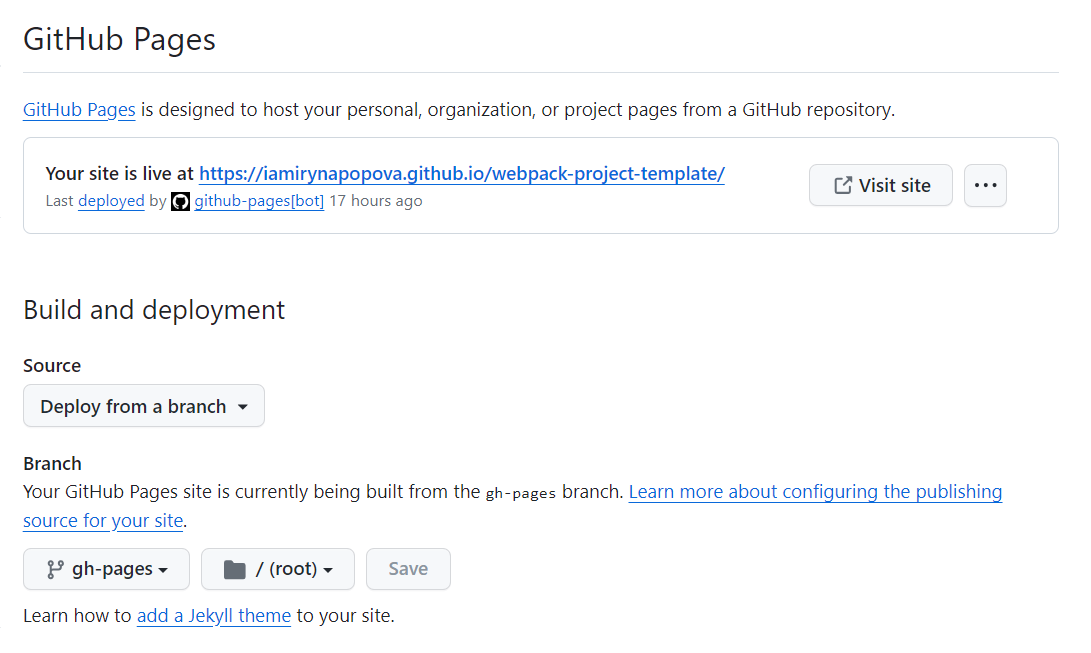 GitHub Pages
GitHub Pages is designed to host your personal, organization, or project pages from a GitHub repository.
Your site is live at https://iamirynapopova.github.io/webpack-project-template/
Visit site
Last deployed by github-pages[bot] 17 hours ago
Build and deployment
Source
Deploy from a branch
Branch
Your GitHub Pages site is currently being built from the gh-pages branch. Learn more about configuring the publishing
source for your site.
gh-pages / (root) Save
Learn how to add a Jekyll theme to your site.